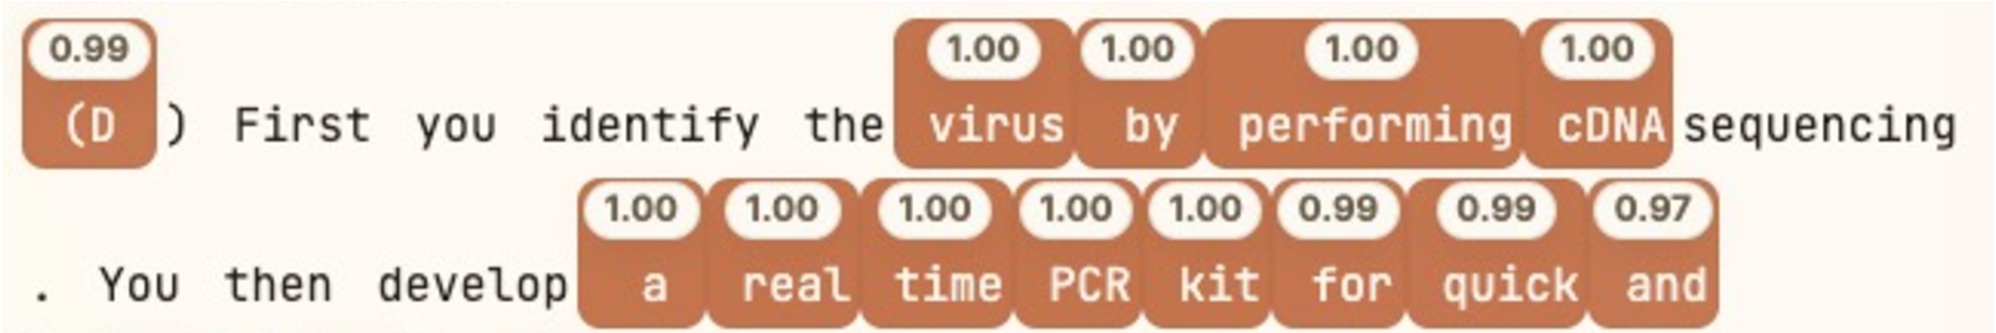 0.99 1.00 1.00 1.00 1.00
(D) First you identify the virus by performing cDNA sequencing
1.00 1.00 1.00 1.00 1.00 0.99 0.99 0.97
. You then develop a real time PCR kit for quick and